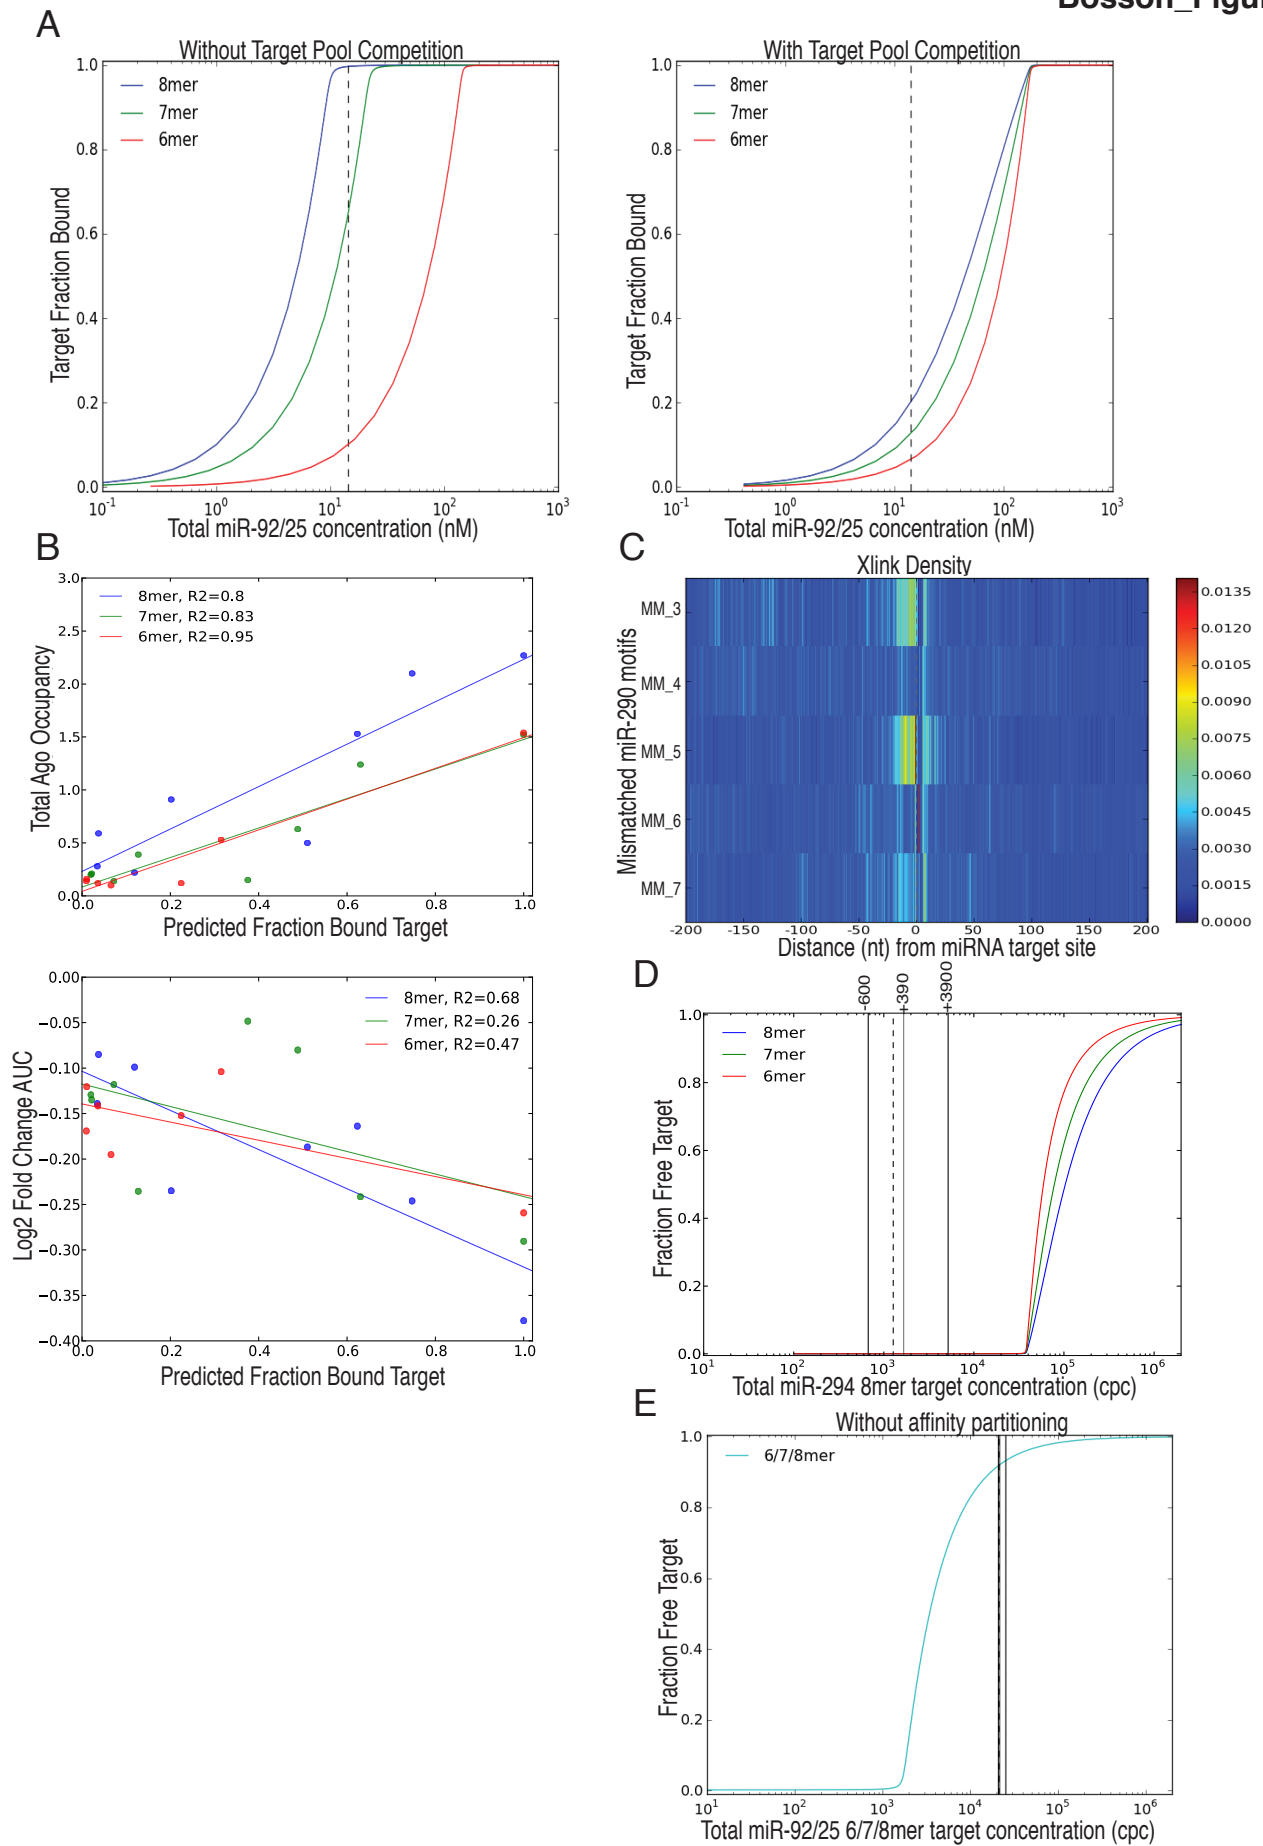 Bosson_Figur
A
Without Target Pool Competition
With Target Pool Competition
8mer
7mer
6mer
8mer
7mer
6mer
Target Fraction Bound
Target Fraction Bound
1.0
0.8
0.6
0.4
0.2
0.0
1.0
0.8
0.6
0.4
0.2
0.0
10⁻¹ 10⁰ 10¹ 10² 10³
10⁻¹ 10⁰ 10¹ 10² 10³
Total miR-92/25 concentration (nM)
Total miR-92/25 concentration (nM)
B
8mer, R2=0.8
7mer, R2=0.83
6mer, R2=0.95
Total Ago Occupancy
3.0
2.5
2.0
1.5
1.0
0.5
0.0
0.0 0.2 0.4 0.6 0.8 1.0
Predicted Fraction Bound Target
8mer, R2=0.68
7mer, R2=0.26
6mer, R2=0.47
Log2 Fold Change AUC
0.00
−0.05
−0.10
−0.15
−0.20
−0.25
−0.30
−0.35
−0.40
0.0 0.2 0.4 0.6 0.8 1.0
Predicted Fraction Bound Target
C
Xlink Density
Mismatched miR-290 motifs
MM_3
MM_4
MM_5
MM_6
MM_7
-200 -150 -100 -50 0 50 100 150 200
Distance (nt) from miRNA target site
0.0135
0.0120
0.0105
0.0090
0.0075
0.0060
0.0045
0.0030
0.0015
0.0000
D
-600
+390
+3900
8mer
7mer
6mer
Fraction Free Target
1.0
0.8
0.6
0.4
0.2
0.0
10¹ 10² 10³ 10⁴ 10⁵ 10⁶
Total miR-294 8mer target concentration (cpc)
E
Without affinity partitioning
6/7/8mer
Fraction Free Target
1.0
0.8
0.6
0.4
0.2
0.0
10¹ 10² 10³ 10⁴ 10⁵ 10⁶
Total miR-92/25 6/7/8mer target concentration (cpc)